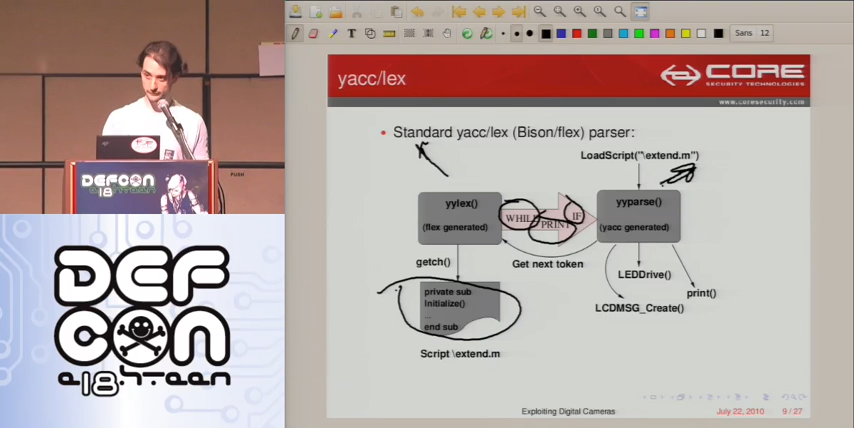 Sans 12
yacc/lex
CORE
SECURITY TECHNOLOGIES
www.coresecurity.com
• Standard yacc/lex (Bison/flex) parser:
LoadScript("\extend.m")
yylex()
(flex generated)
WHILE
PRINT
IF
yyparse()
(yacc generated)
getch()
Get next token
LEDDrive()
print()
LCDMSG_Create()
private sub
Initialize()
...
end sub
Script \extend.m
Exploiting Digital Cameras
July 22, 2010
9 / 27
DEFCON
18
PUSH
DEF
CON